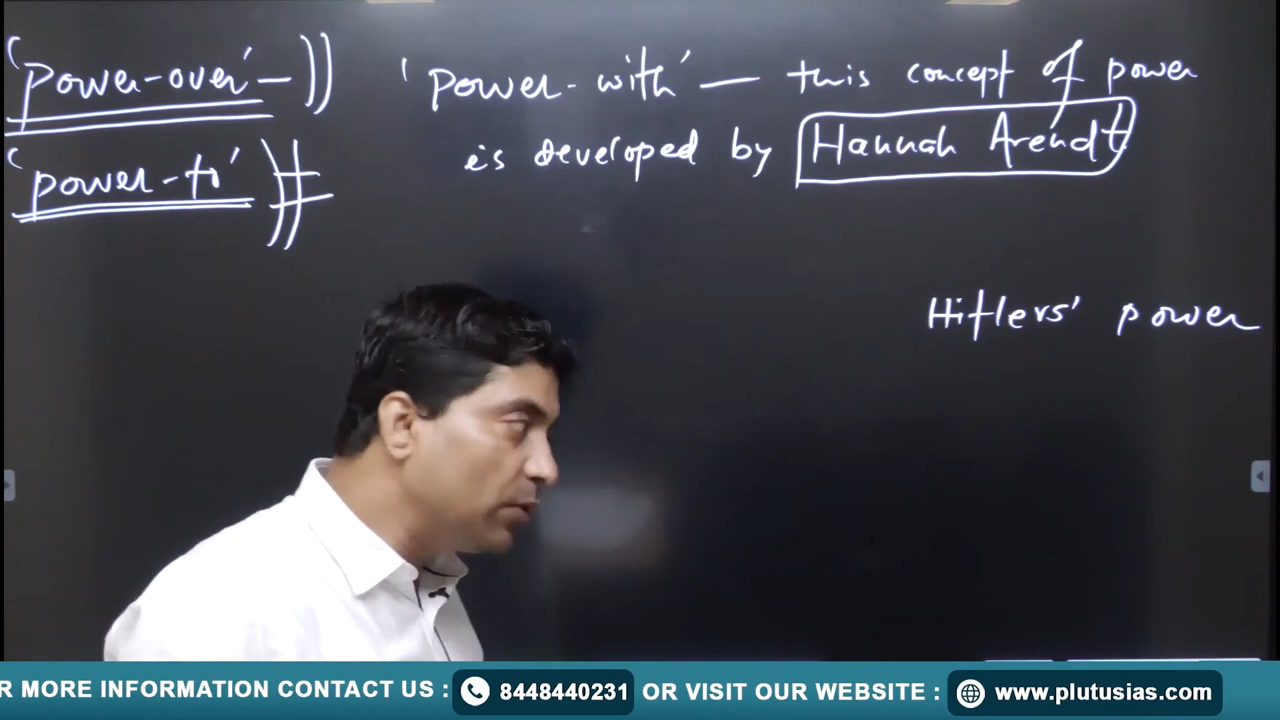 'power-over' –
'power-to'
'power-with' — this concept of power
is developed by Hannah Arendt
Hitlers' power
R MORE INFORMATION CONTACT US : 8448440231 OR VISIT OUR WEBSITE : www.plutusias.com